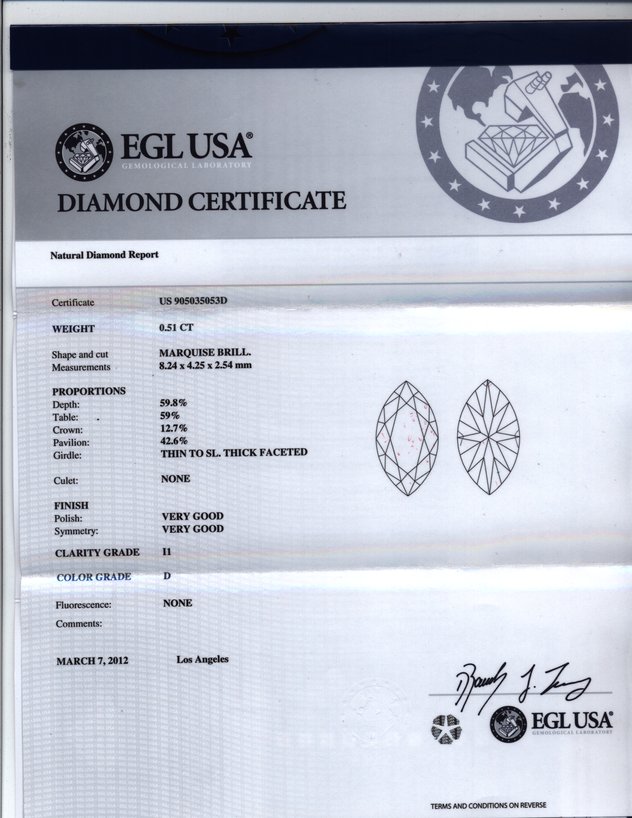 EGL USA®
GEMOLOGICAL LABORATORY
DIAMOND CERTIFICATE
Natural Diamond Report
Certificate US 905035053D
WEIGHT 0.51 CT
Shape and cut MARQUISE BRILL.
Measurements 8.24 x 4.25 x 2.54 mm
PROPORTIONS
Depth: 59.8%
Table: 59%
Crown: 12.7%
Pavilion: 42.6%
Girdle: THIN TO SL. THICK FACETED
Culet: NONE
FINISH
Polish: VERY GOOD
Symmetry: VERY GOOD
CLARITY GRADE I1
COLOR GRADE D
Fluorescence: NONE
Comments:
MARCH 7, 2012 Los Angeles
EGL USA®
GEMOLOGICAL LABORATORY
TERMS AND CONDITIONS ON REVERSE